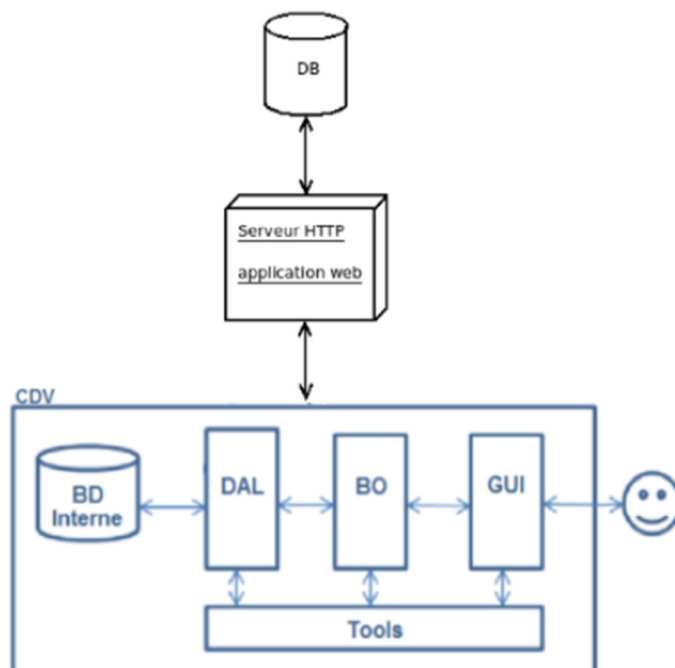 DB
Serveur HTTP
application web
CDV
BD
Interne
DAL
BO
GUI
Tools